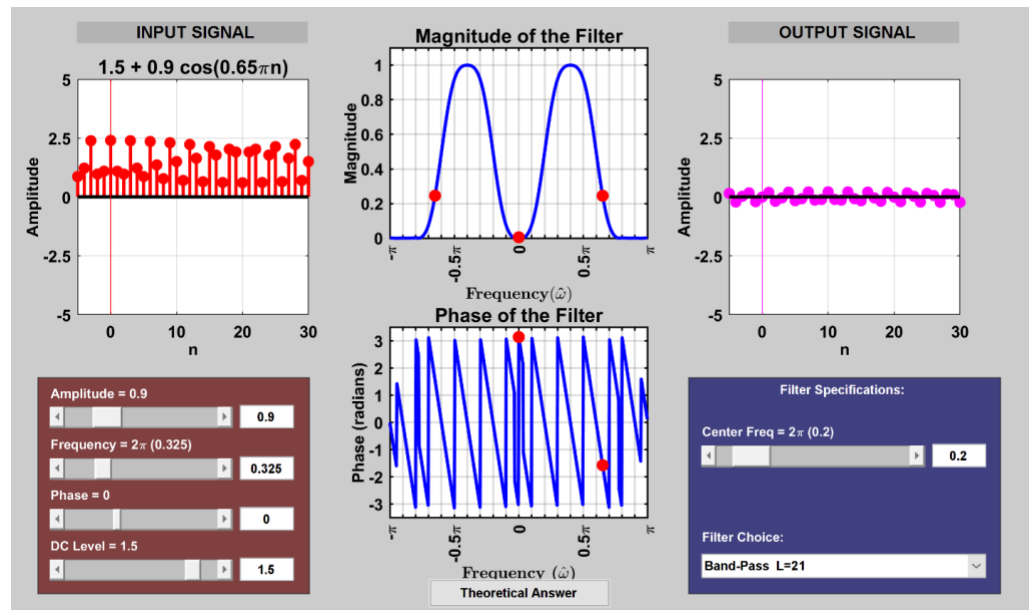 INPUT SIGNAL
1.5 + 0.9 cos(0.65πn)
5
2.5
0
-2.5
-5
Amplitude
0
10
20
30
n
Amplitude = 0.9
0.9
Frequency = 2π (0.325)
0.325
Phase = 0
0
DC Level = 1.5
1.5
Magnitude of the Filter
1
0.8
0.6
0.4
0.2
0
Magnitude
-π
-0.5π
0
0.5π
π
Frequency(ω̂)
Phase of the Filter
3
2
1
0
-1
-2
-3
Phase (radians)
-π
-0.5π
0
0.5π
π
Frequency (ω̂)
Theoretical Answer
OUTPUT SIGNAL
5
2.5
0
-2.5
-5
Amplitude
0
10
20
30
n
Filter Specifications:
Center Freq = 2π (0.2)
0.2
Filter Choice:
Band-Pass L=21